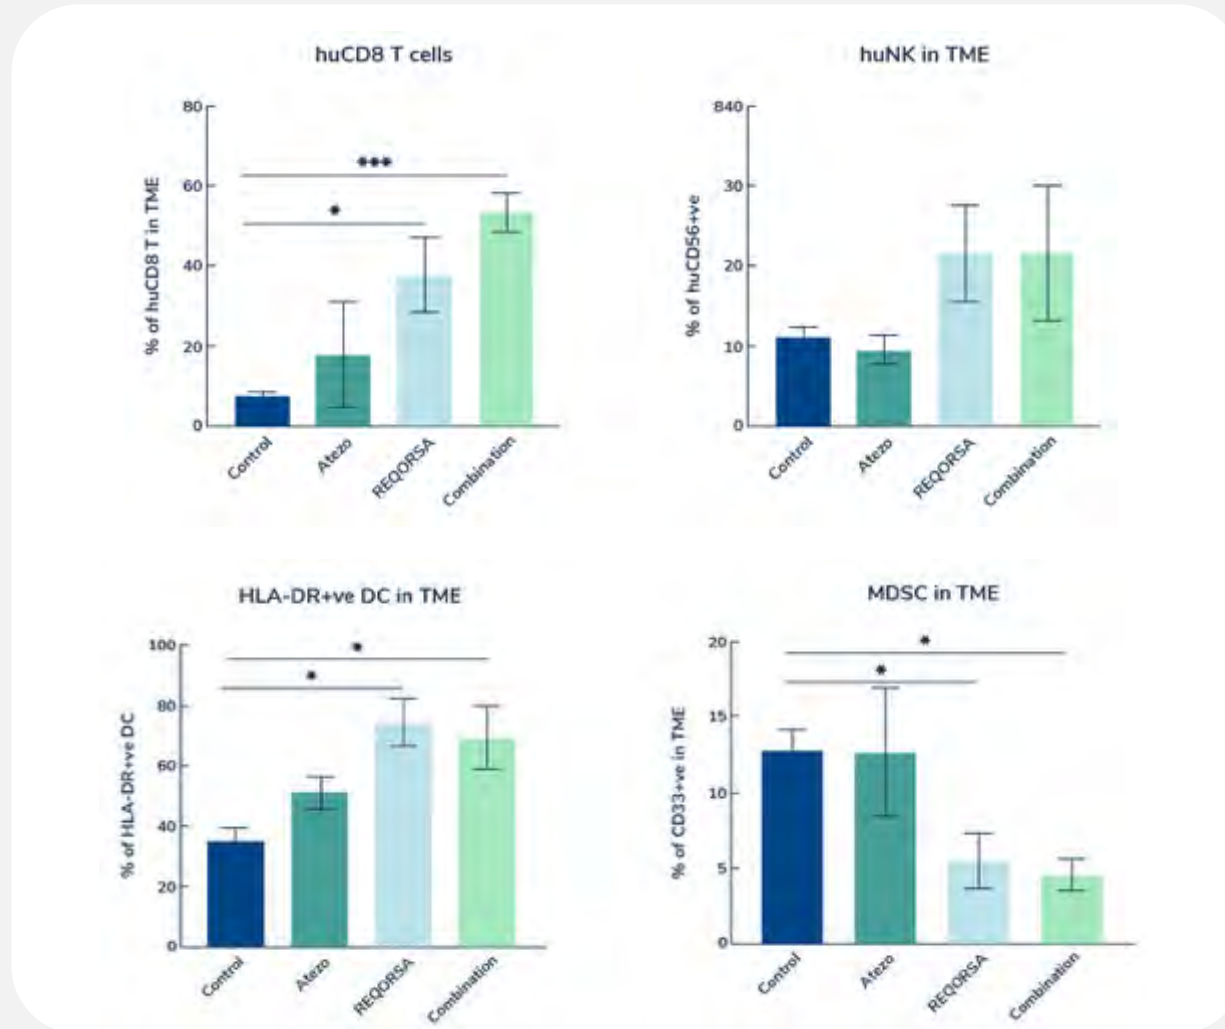 huCD8 T cells
% of huCD8 T in TME
80
60
40
20
0
***
*
Control
Atezo
REQORSA
Combination
huNK in TME
% of huCD56+ve
840
30
20
10
0
Control
Atezo
REQORSA
Combination
HLA-DR+ve DC in TME
% of HLA-DR+ve DC
100
80
60
40
20
0
*
*
Control
Atezo
REQORSA
Combination
MDSC in TME
% of CD33+ve in TME
20
15
10
5
0
*
*
Control
Atezo
REQORSA
Combination